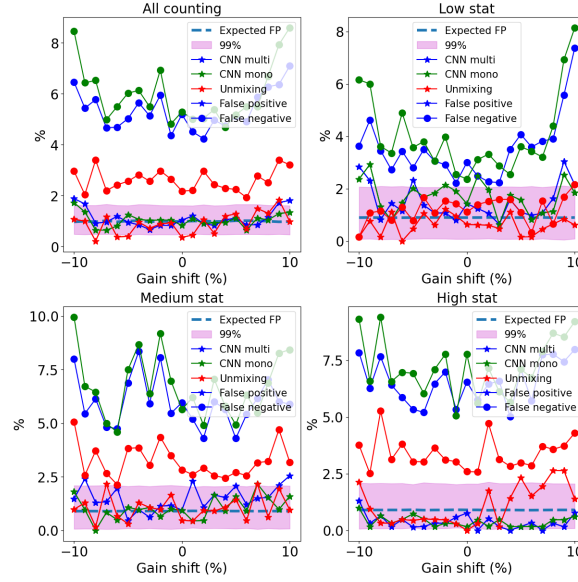 All counting
%
8
6
4
2
0
−10
0
10
Gain shift (%)
Expected FP
99%
CNN multi
CNN mono
Unmixing
False positive
False negative
Low stat
%
8
6
4
2
0
−10
0
10
Gain shift (%)
Expected FP
99%
CNN multi
CNN mono
Unmixing
False positive
False negative
Medium stat
%
10.0
7.5
5.0
2.5
0.0
−10
0
10
Gain shift (%)
Expected FP
99%
CNN multi
CNN mono
Unmixing
False positive
False negative
High stat
%
7.5
5.0
2.5
0.0
−10
0
10
Gain shift (%)
Expected FP
99%
CNN multi
CNN mono
Unmixing
False positive
False negative